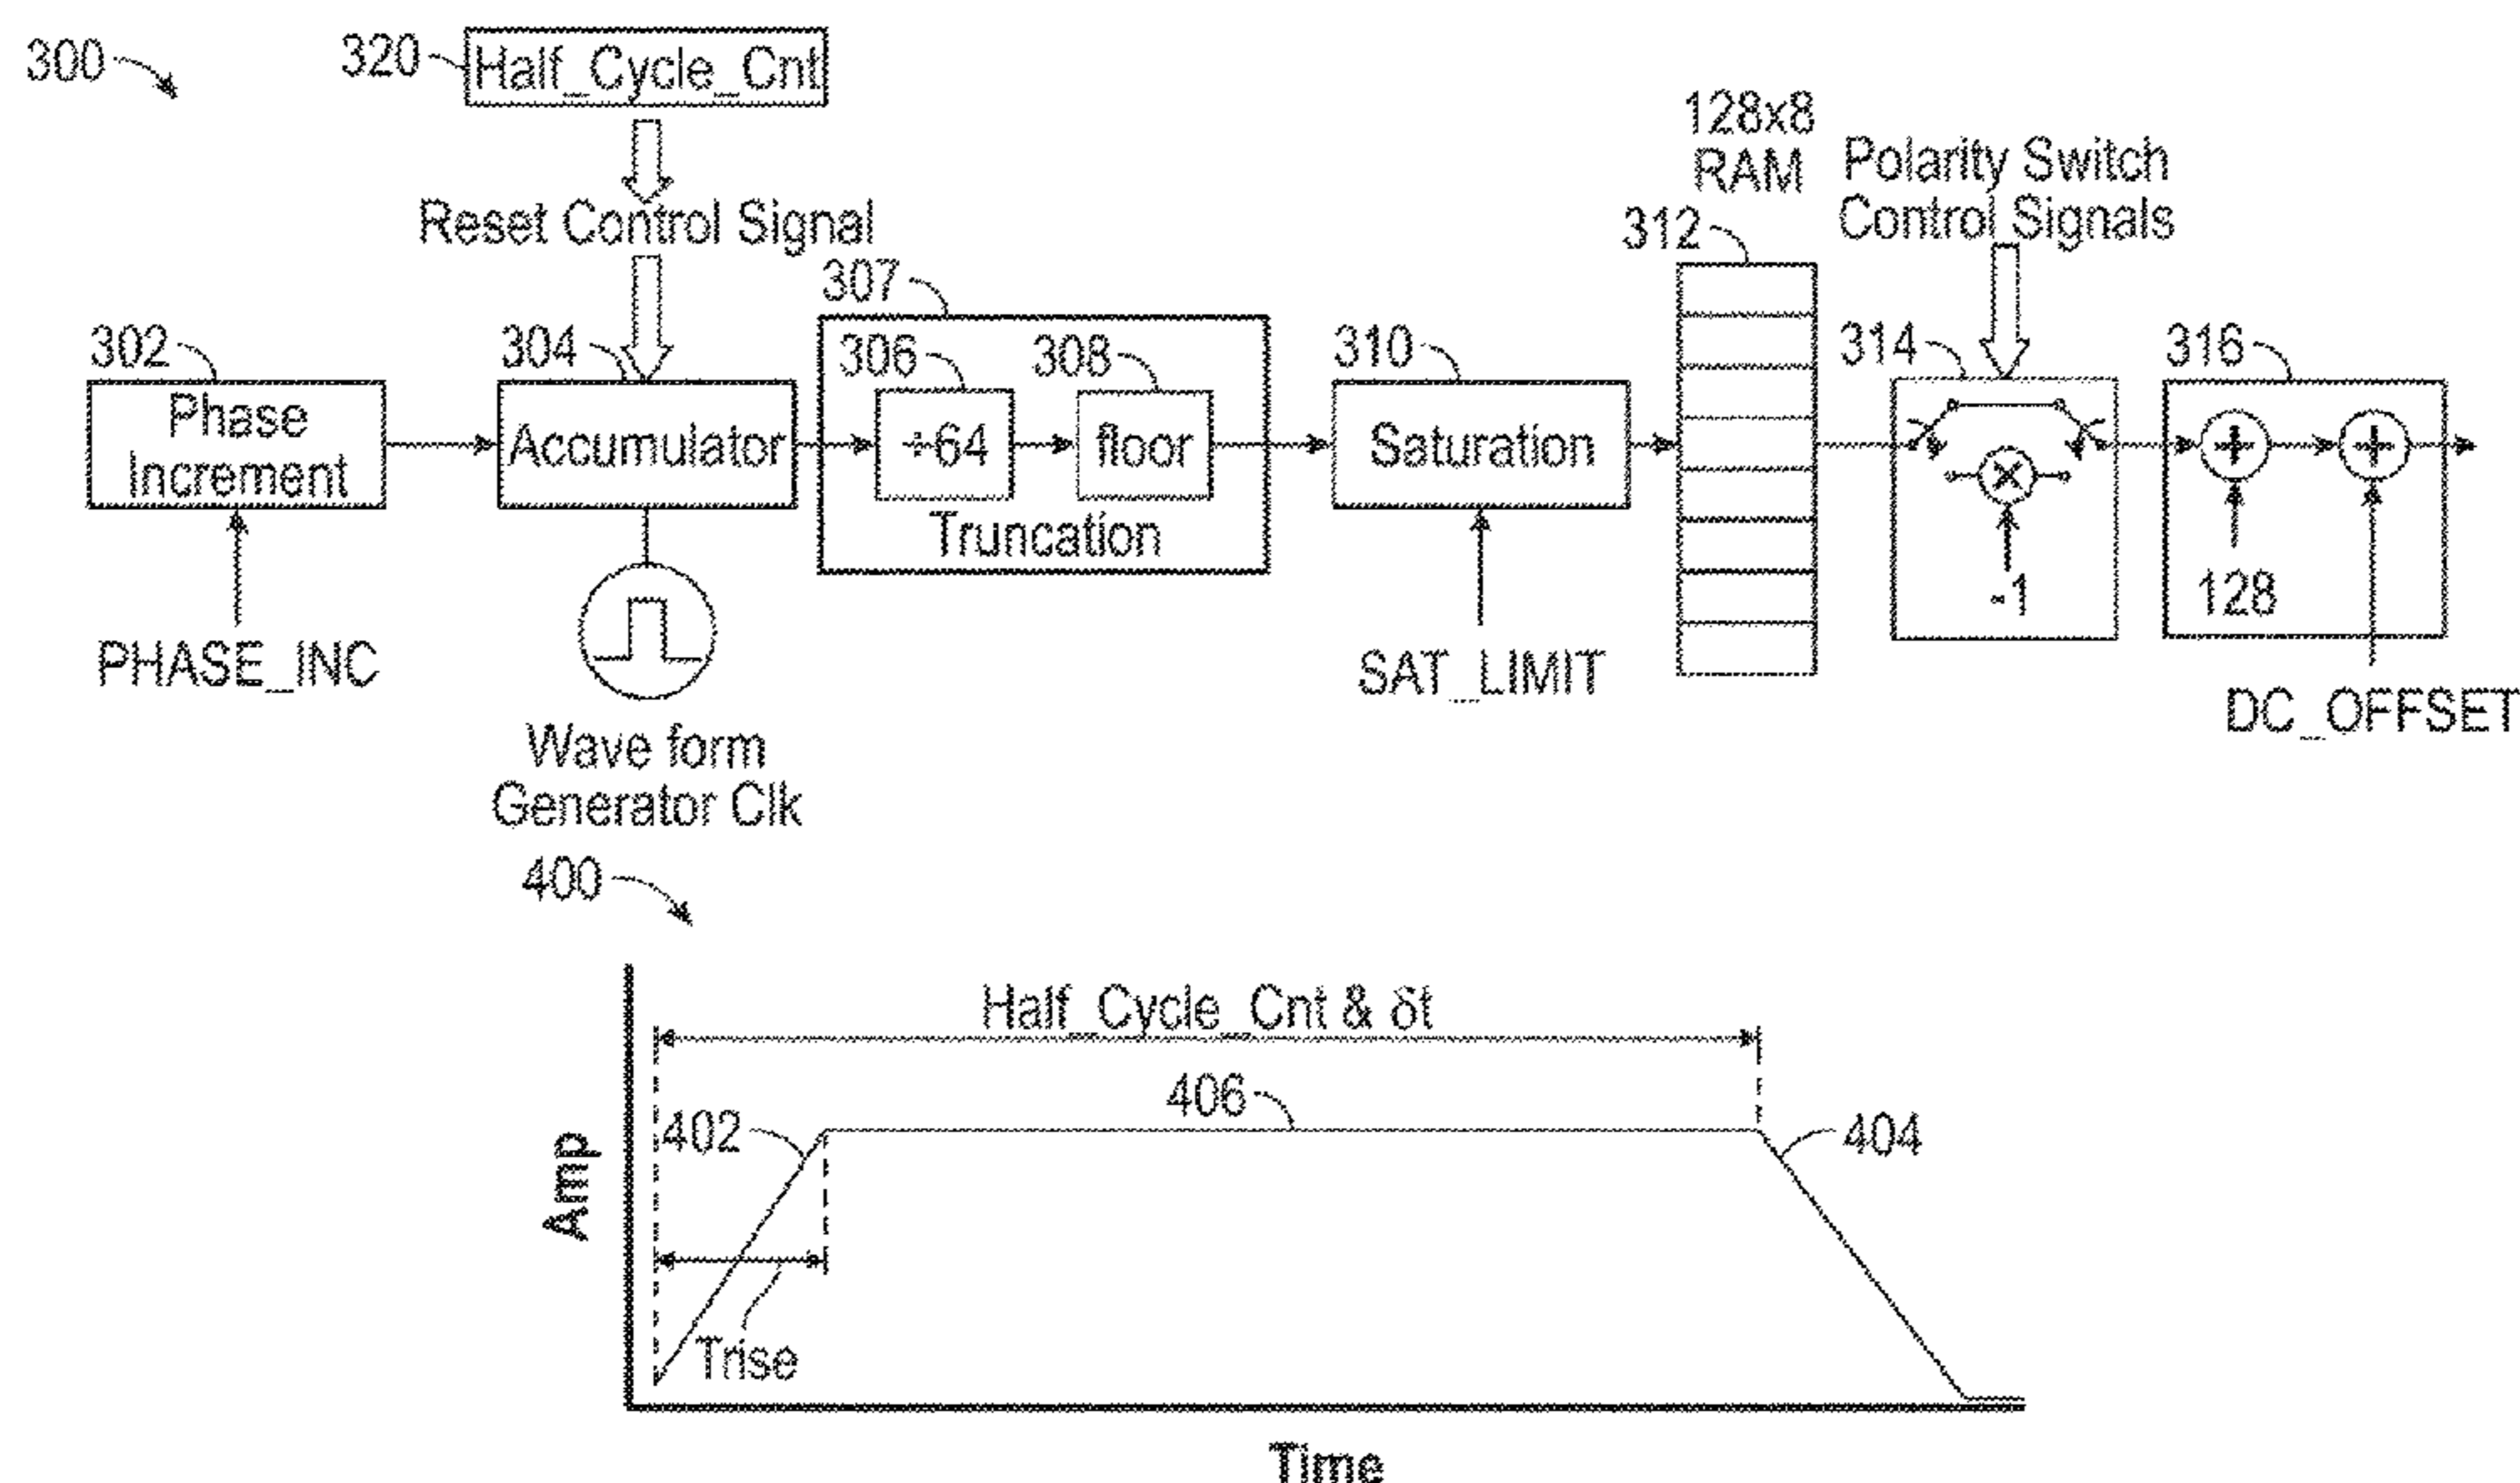 300
320
Half_Cycle_Cnt
128x8
RAM
Polarity Switch
Control Signals
Reset Control Signal
312
307
302
304
306
308
310
314
316
Phase
Increment
Accumulator
÷64
floor
Truncation
Saturation
-1
128
PHASE_INC
SAT_LIMIT
DC_OFFSET
Wave form
Generator Clk
400
Half_Cycle_Cnt & δt
406
402
404
Amp
Trise
Time